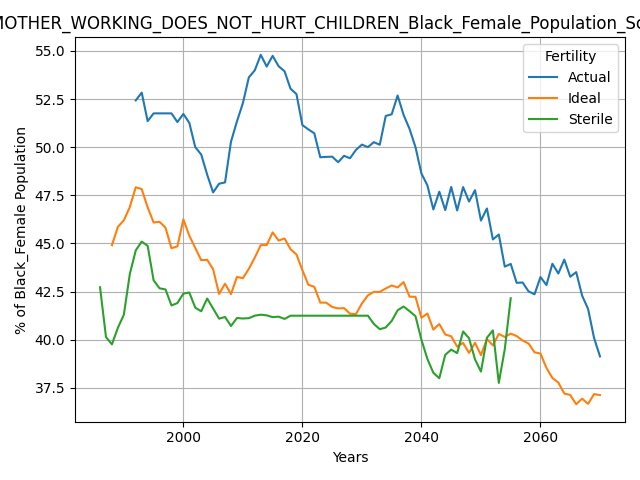 MOTHER_WORKING_DOES_NOT_HURT_CHILDREN_Black_Female_Population_
Fertility
Actual
Ideal
Sterile
% of Black_Female Population
55.0
52.5
50.0
47.5
45.0
42.5
40.0
37.5
2000
2020
2040
2060
Years